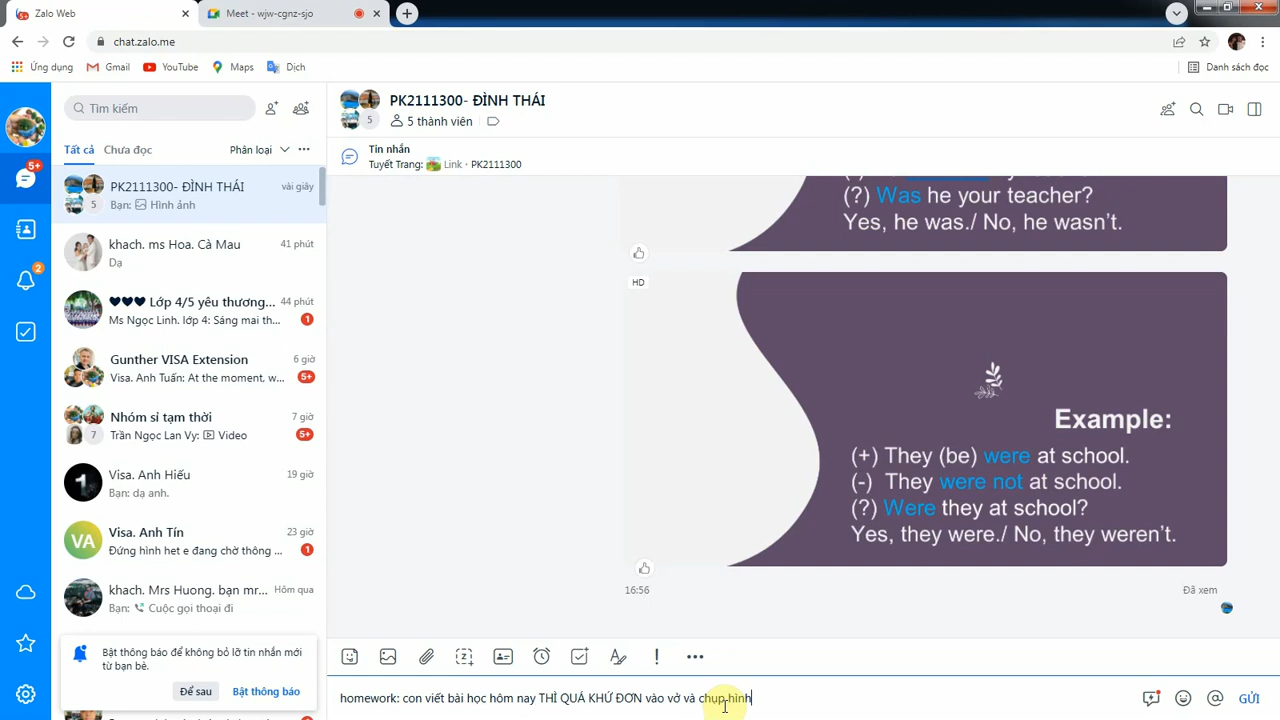 Zalo Web
Meet - wjw-cgnz-sjo
chat.zalo.me
Ứng dụng
Gmail
YouTube
Maps
Dịch
Danh sách đọc
Tìm kiếm
Tất cả
Chưa đọc
Phân loại
5+
2
PK2111300- ĐÌNH THÁI
vài giây
5
Bạn: Hình ảnh
khach. ms Hoa. Cà Mau
41 phút
Dạ
Lớp 4/5 yêu thương...
44 phút
Ms Ngọc Linh. lớp 4: Sáng mai th...
1
Gunther VISA Extension
6 giờ
Visa. Anh Tuấn: At the moment, w...
5+
Nhóm sỉ tạm thời
7 giờ
7
Trần Ngọc Lan Vy: Video
5+
Visa. Anh Hiếu
19 giờ
Bạn: dạ anh.
Visa. Anh Tín
23 giờ
VA
Đứng hình het e đang chờ thông ...
1
khach. Mrs Huong. bạn mr...
Hôm qua
Bạn: Cuộc gọi thoại đi
Bật thông báo để không bỏ lỡ tin nhắn mới
từ bạn bè.
Để sau
Bật thông báo
PK2111300- ĐÌNH THÁI
5
5 thành viên
Tin nhắn
Tuyết Trang: Link · PK2111300
(?) Was he your teacher?
Yes, he was./ No, he wasn't.
HD
Example:
(+) They (be) were at school.
(-) They were not at school.
(?) Were they at school?
Yes, they were./ No, they weren't.
16:56
Đã xem
homework: con viết bài học hôm nay THÌ QUÁ KHỨ ĐƠN vào vở và chụp hình
GỬI